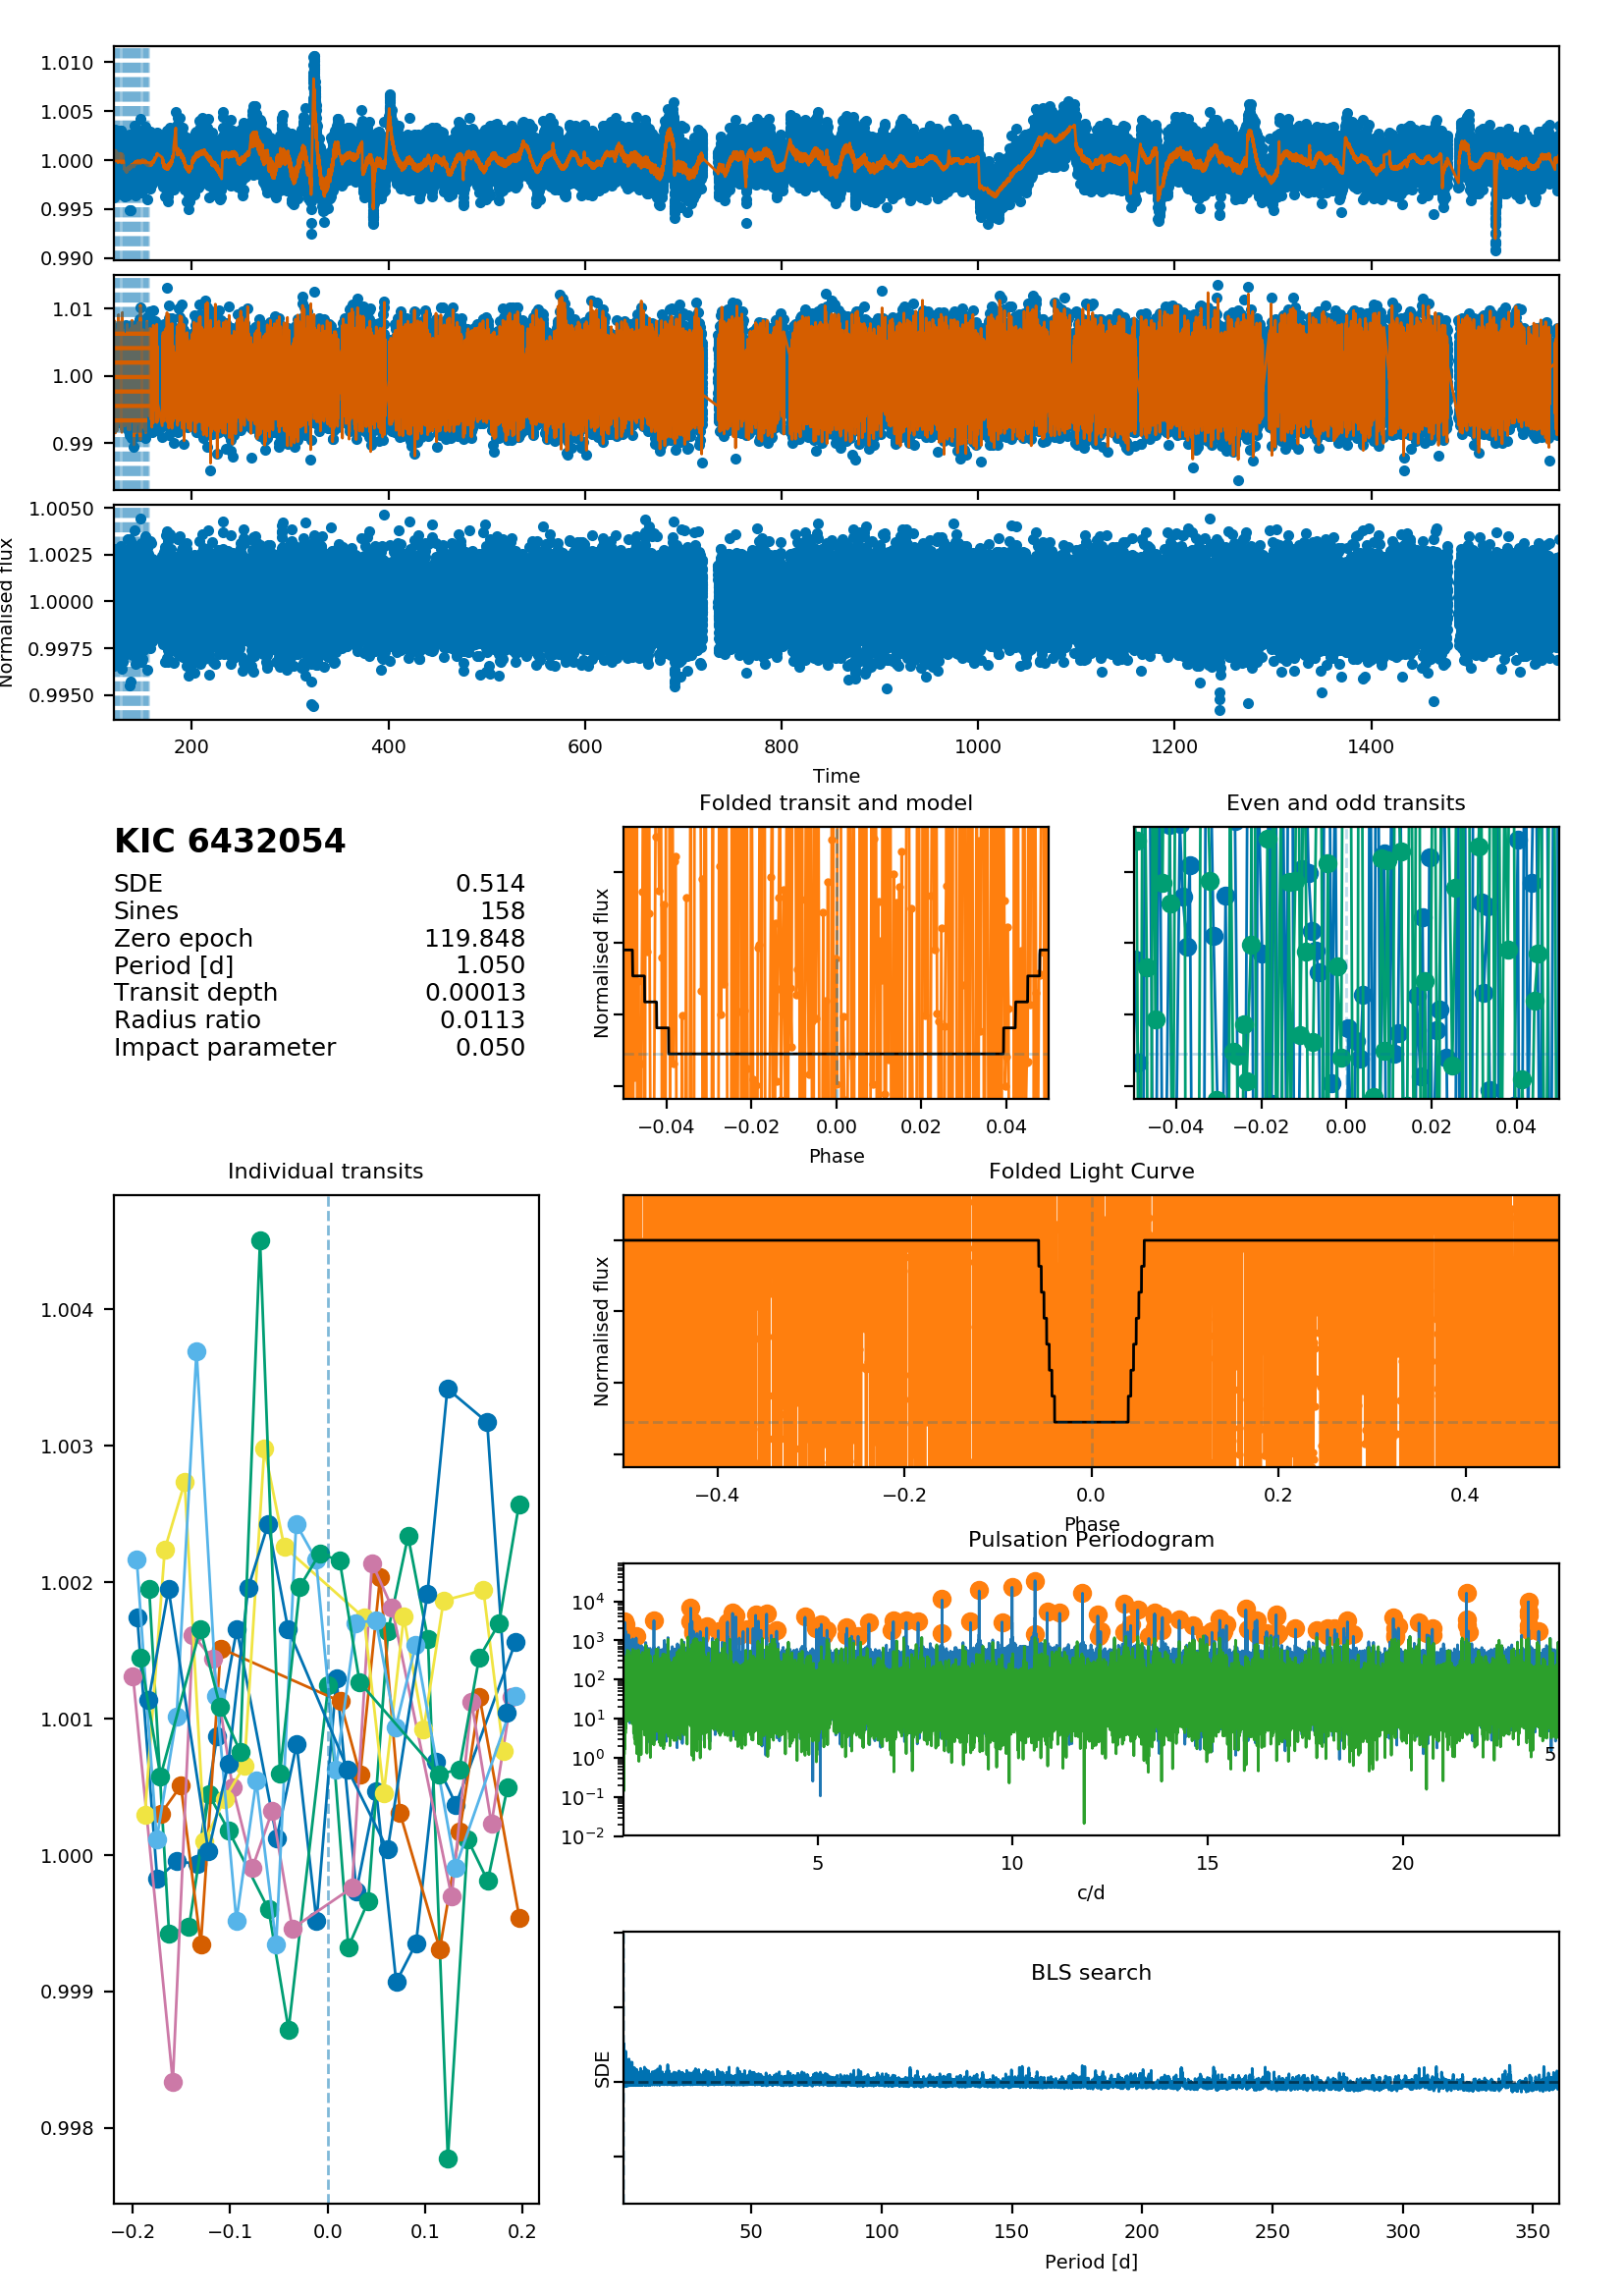 1.010
1.005
1.000
0.995
0.990
1.01
1.00
0.99
1.0050
1.0025
1.0000
0.9975
0.9950
Normalised flux
200 400 600 800 1000 1200 1400
Time
KIC 6432054
SDE 0.514
Sines 158
Zero epoch 119.848
Period [d] 1.050
Transit depth 0.00013
Radius ratio 0.0113
Impact parameter 0.050
Folded transit and model
Normalised flux
−0.04 −0.02 0.00 0.02 0.04
Phase
Even and odd transits
−0.04 −0.02 0.00 0.02 0.04
Individual transits
1.004
1.003
1.002
1.001
1.000
0.999
0.998
−0.2 −0.1 0.0 0.1 0.2
Folded Light Curve
Normalised flux
−0.4 −0.2 0.0 0.2 0.4
Phase
Pulsation Periodogram
10⁴
10³
10²
10¹
10⁰
10⁻¹
10⁻²
5
5 10 15 20
c/d
BLS search
SDE
50 100 150 200 250 300 350
Period [d]